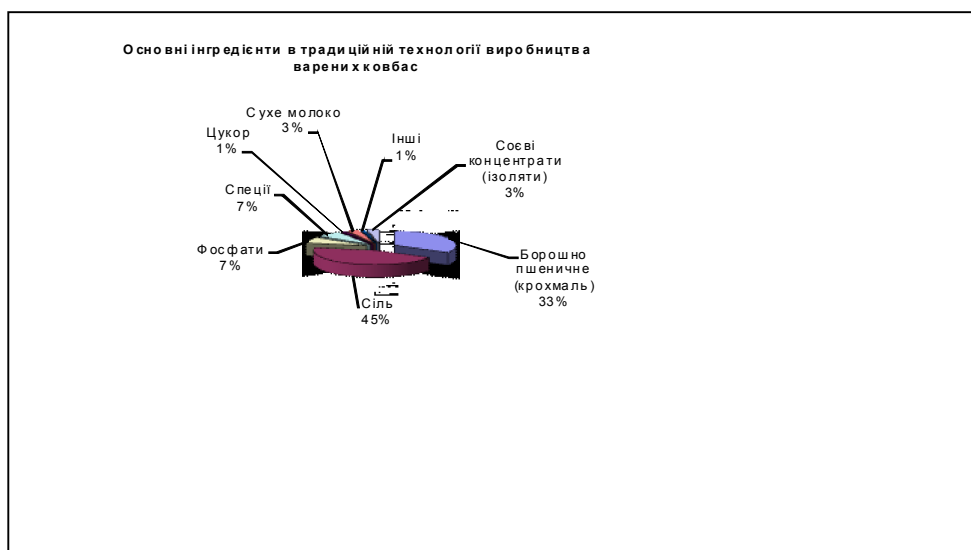 Основні інгредієнти в традиційній технології виробництва
варених ковбас
Сухе молоко
3%
Цукор
1%
Інші
1%
Соєві
концентрати
(ізоляти)
3%
Спеції
7%
Фосфати
7%
Борошно
пшеничне
(крохмаль)
33%
Сіль
45%